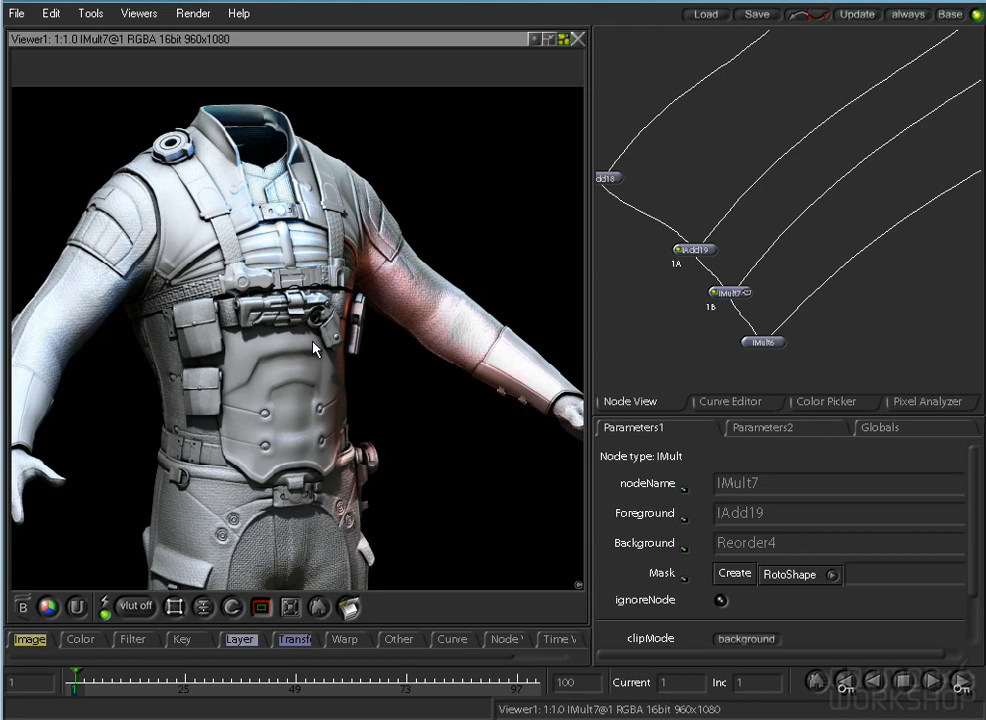 File Edit Tools Viewers Render Help
Load Save Update always Base
Viewer1: 1:1.0 IMult7@1 RGBA 16bit 960x1080
dd18
IAdd19
1A
IMult7
1B
IMult6
Node View Curve Editor Color Picker Pixel Analyzer
Parameters1 Parameters2 Globals
Node type: IMult
nodeName IMult7
Foreground IAdd19
Background Reorder4
Mask Create RotoShape
ignoreNode
clipMode background
B U vlut off
Image Color Filter Key Layer Transf Warp Other Curve Node Time V
1 1 25 49 73 97 100 Current 1 Inc 1
WORKSHOP
Viewer1: 1:1.0 IMult7@1 RGBA 16bit 960x1080